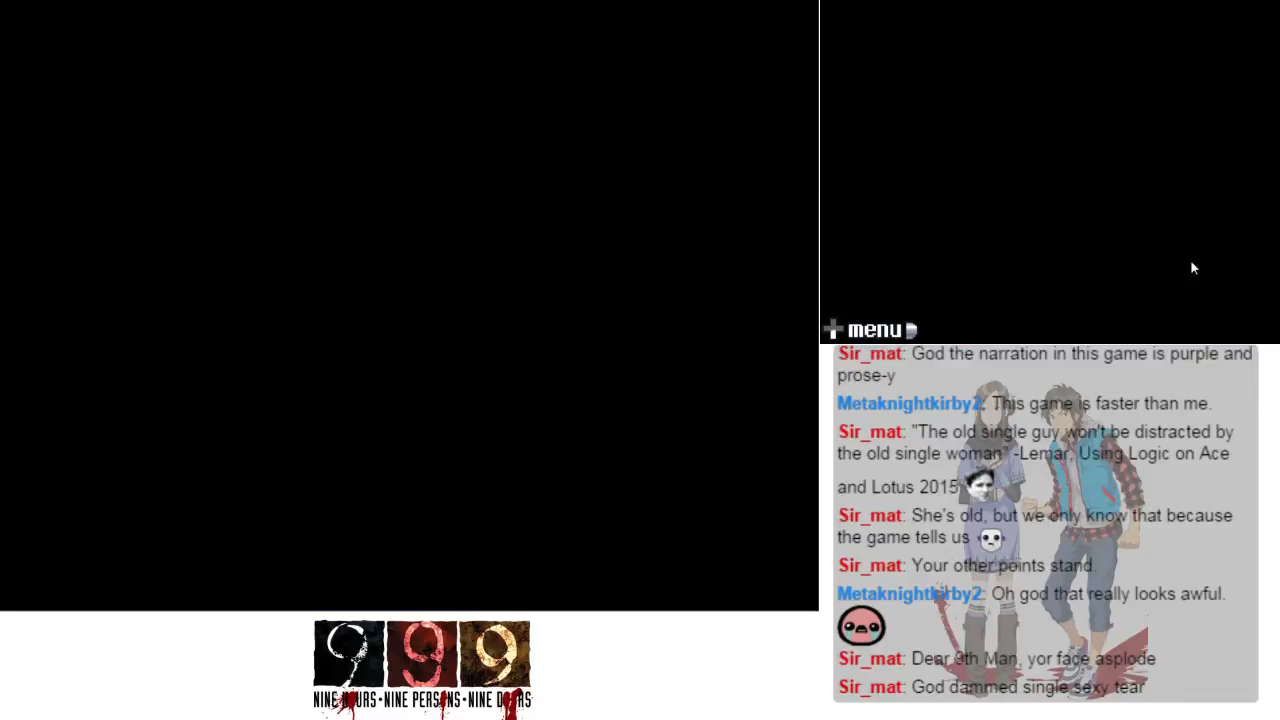 menu
Sir_mat: God the narration in this game is purple and
prose-y
Metaknightkirby2: This game is faster than me.
Sir_mat: "The old single guy won't be distracted by
the old single woman" -Lemar, Using Logic on Ace
and Lotus 2015
Sir_mat: She's old, but we only know that because
the game tells us
Sir_mat: Your other points stand.
Metaknightkirby2: Oh god that really looks awful.
Sir_mat: Dear 9th Man, yor face asplode
Sir_mat: God dammed single sexy tear
999
NINE HOURS • NINE PERSONS • NINE DOORS